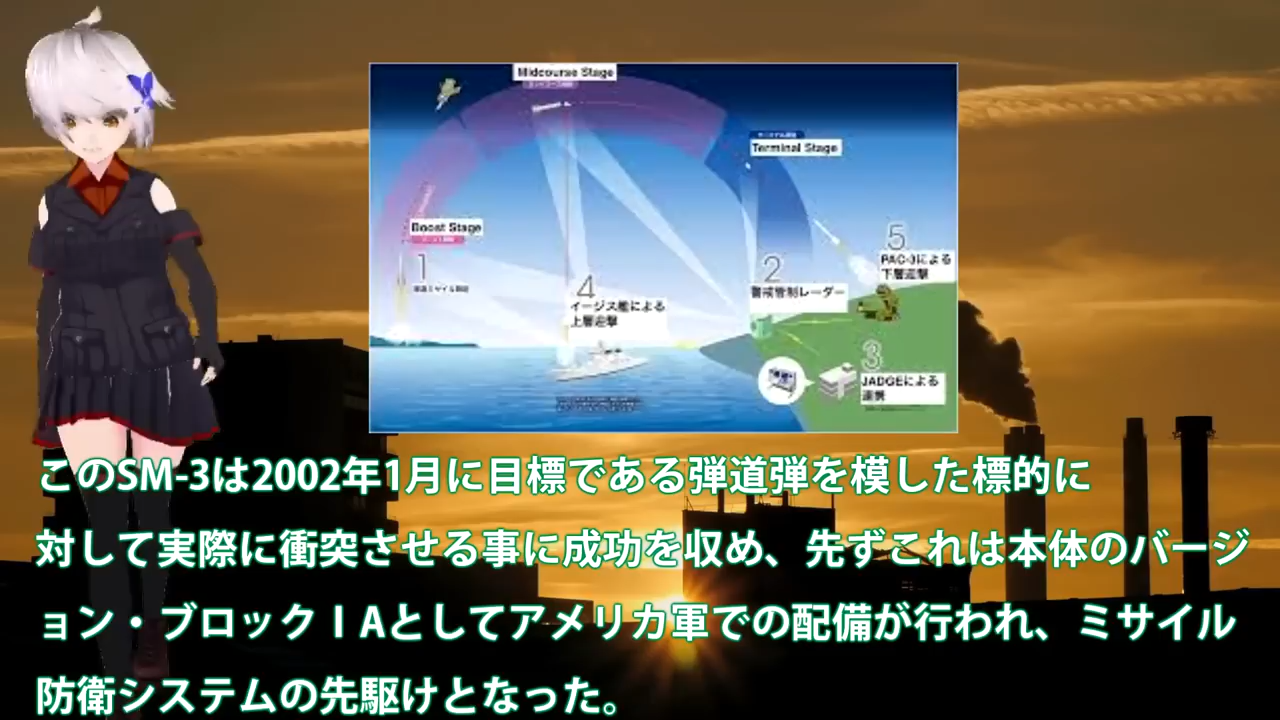 Midcourse Stage
Terminal Stage
Boost Stage
1
4
イージス艦による
上層迎撃
2
警戒管制レーダー
5
PAC-3による
下層迎撃
3
JADGEによる
連携
このSM-3は2002年1月に目標である弾道弾を模した標的に
対して実際に衝突させる事に成功を収め、先ずこれは本体のバージ
ョン・ブロックⅠAとしてアメリカ軍での配備が行われ、ミサイル
防衛システムの先駆けとなった。